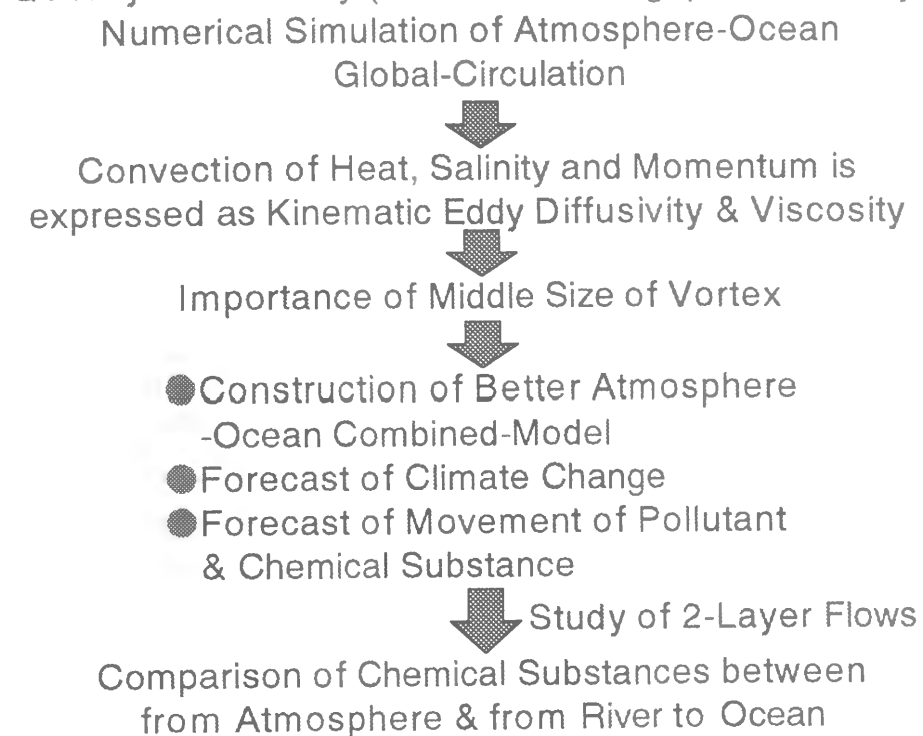 Numerical Simulation of Atmosphere-Ocean
Global-Circulation
Convection of Heat, Salinity and Momentum is
expressed as Kinematic Eddy Diffusivity & Viscosity
Importance of Middle Size of Vortex
●Construction of Better Atmosphere
-Ocean Combined-Model
●Forecast of Climate Change
●Forecast of Movement of Pollutant
& Chemical Substance
Study of 2-Layer Flows
Comparison of Chemical Substances between
from Atmosphere & from River to Ocean